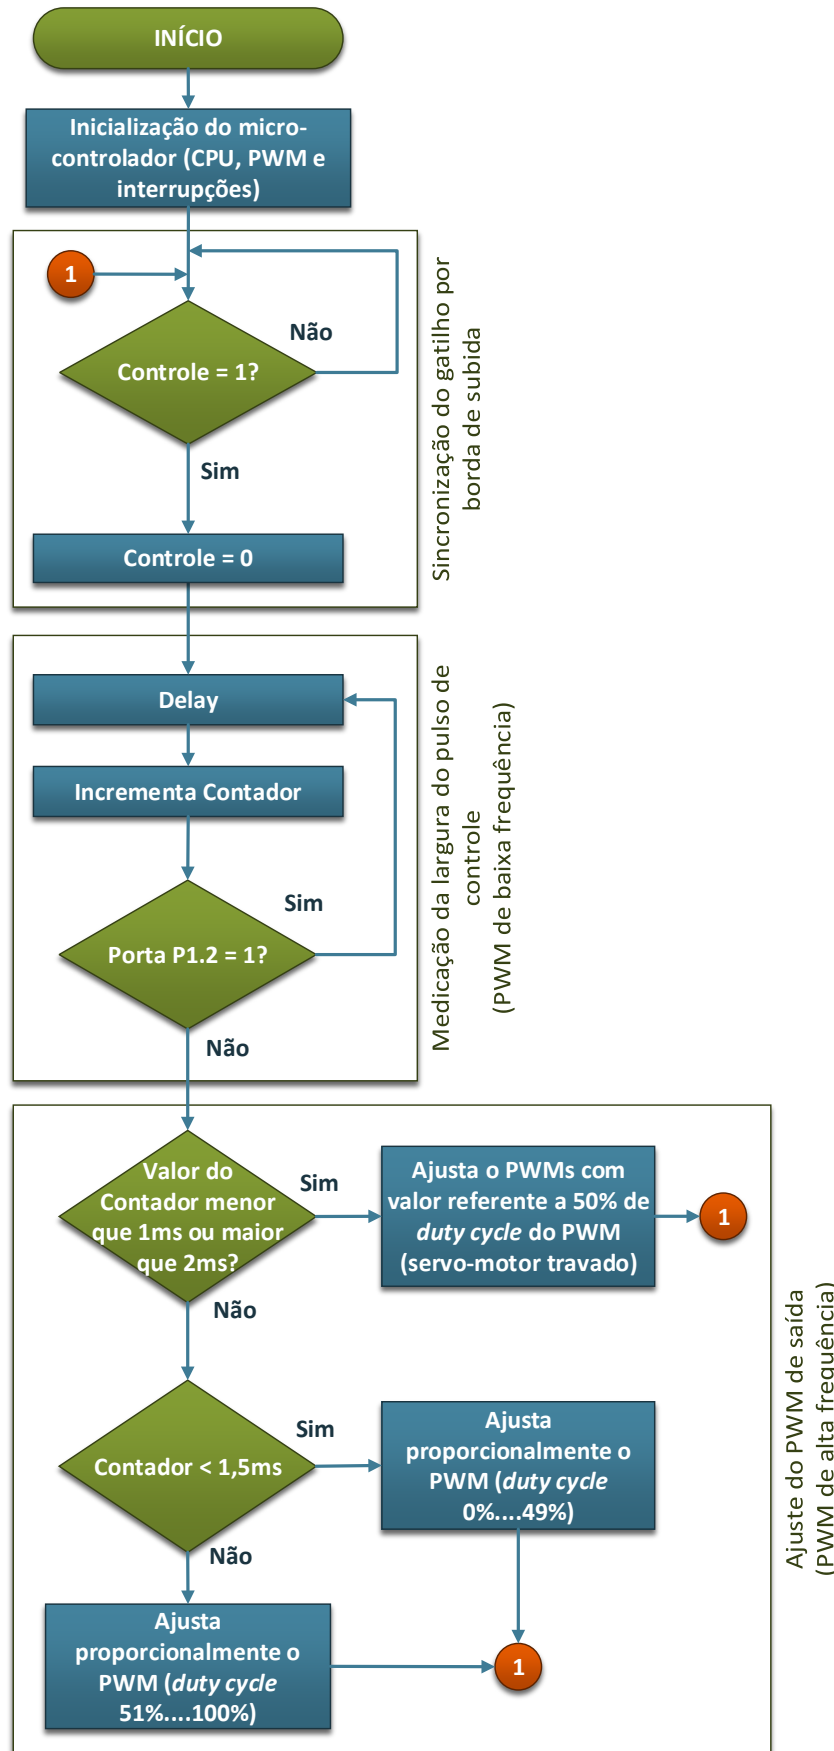 INÍCIO
Inicialização do micro-
controlador (CPU, PWM e
interrupções)
1
Não
Controle = 1?
Sim
Controle = 0
Sincronização do gatilho por
borda de subida
Delay
Incrementa Contador
Sim
Porta P1.2 = 1?
Não
Medicação da largura do pulso de
controle
(PWM de baixa frequência)
Valor do
Contador menor
que 1ms ou maior
que 2ms?
Sim
Ajusta o PWMs com
valor referente a 50% de
duty cycle do PWM
(servo-motor travado)
1
Não
Contador < 1,5ms
Sim
Ajusta
proporcionalmente o
PWM (duty cycle
0%....49%)
Não
Ajusta
proporcionalmente o
PWM (duty cycle
51%....100%)
1
Ajuste do PWM de saída
(PWM de alta frequência)